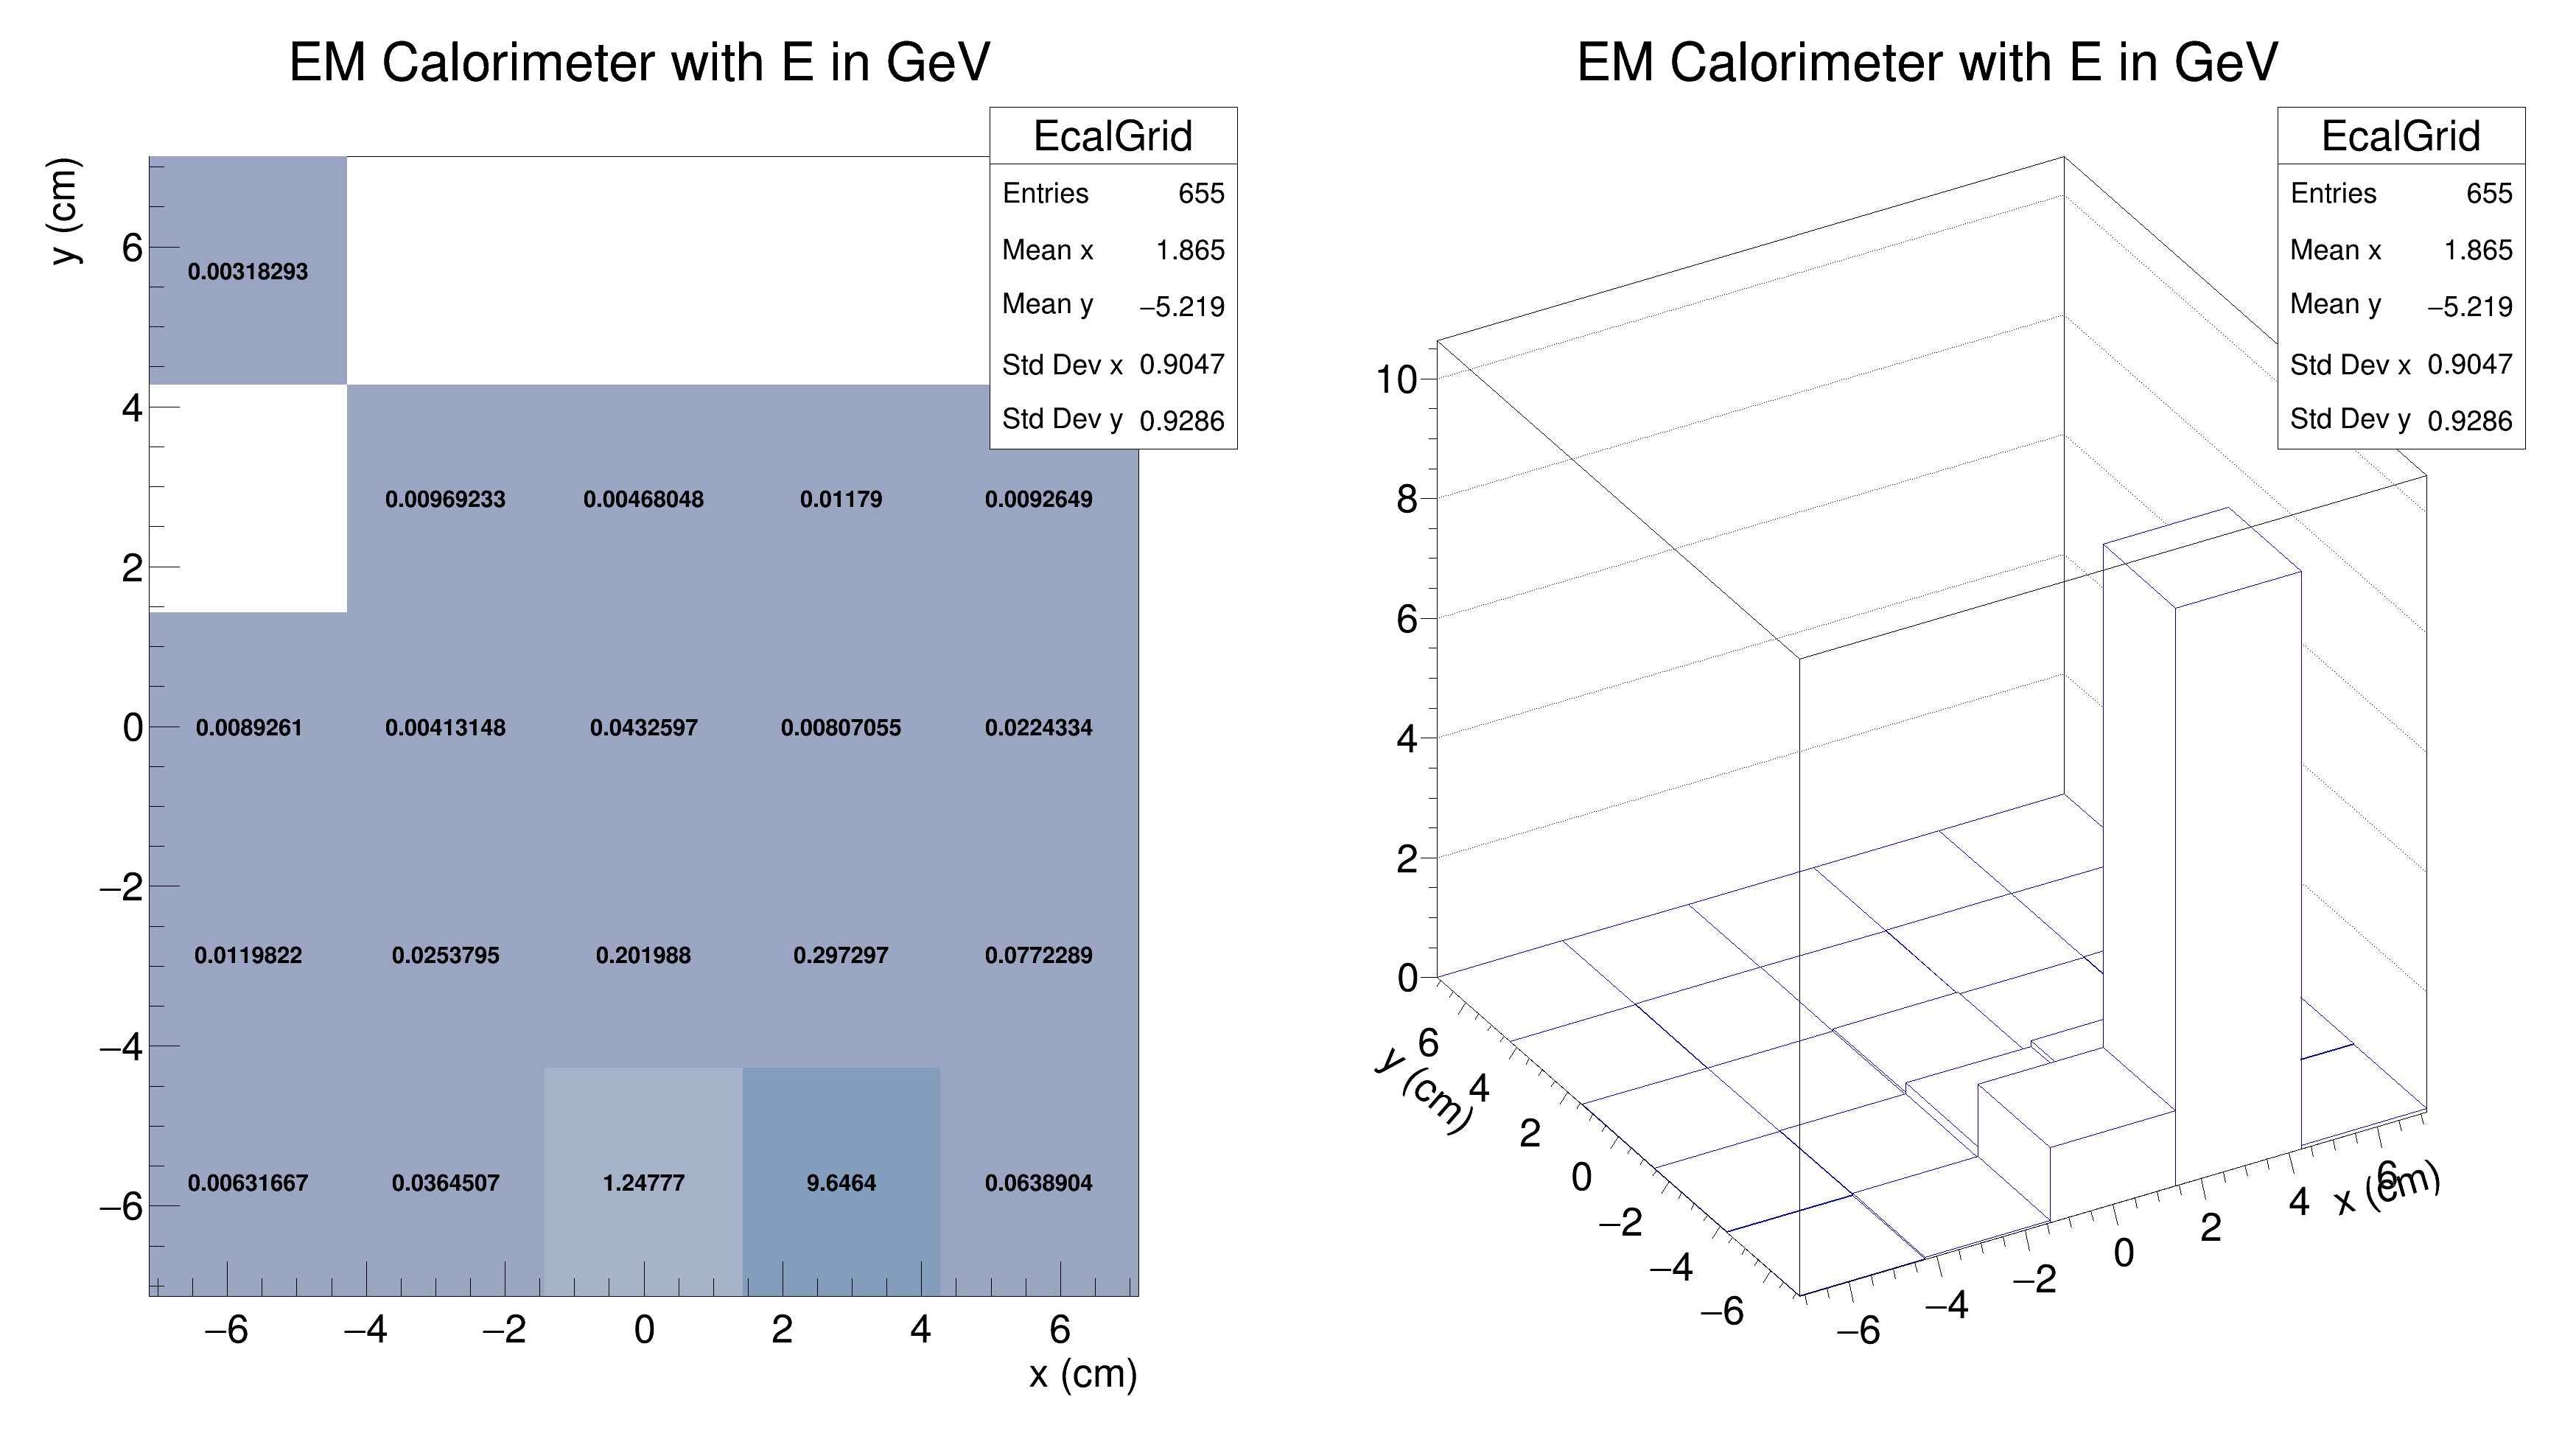 EM Calorimeter with E in GeV
EcalGrid
Entries 655
Mean x 1.865
Mean y −5.219
Std Dev x 0.9047
Std Dev y 0.9286
y (cm)
6
4
2
0
−2
−4
−6
0.00318293
0.00969233 0.00468048 0.01179 0.0092649
0.0089261 0.00413148 0.0432597 0.00807055 0.0224334
0.0119822 0.0253795 0.201988 0.297297 0.0772289
0.00631667 0.0364507 1.24777 9.6464 0.0638904
−6 −4 −2 0 2 4 6
x (cm)
EM Calorimeter with E in GeV
EcalGrid
Entries 655
Mean x 1.865
Mean y −5.219
Std Dev x 0.9047
Std Dev y 0.9286
10
8
6
4
2
0
y (cm)
6
4
2
0
−2
−4
−6
−6
−4
−2
0
2
4
6
x (cm)